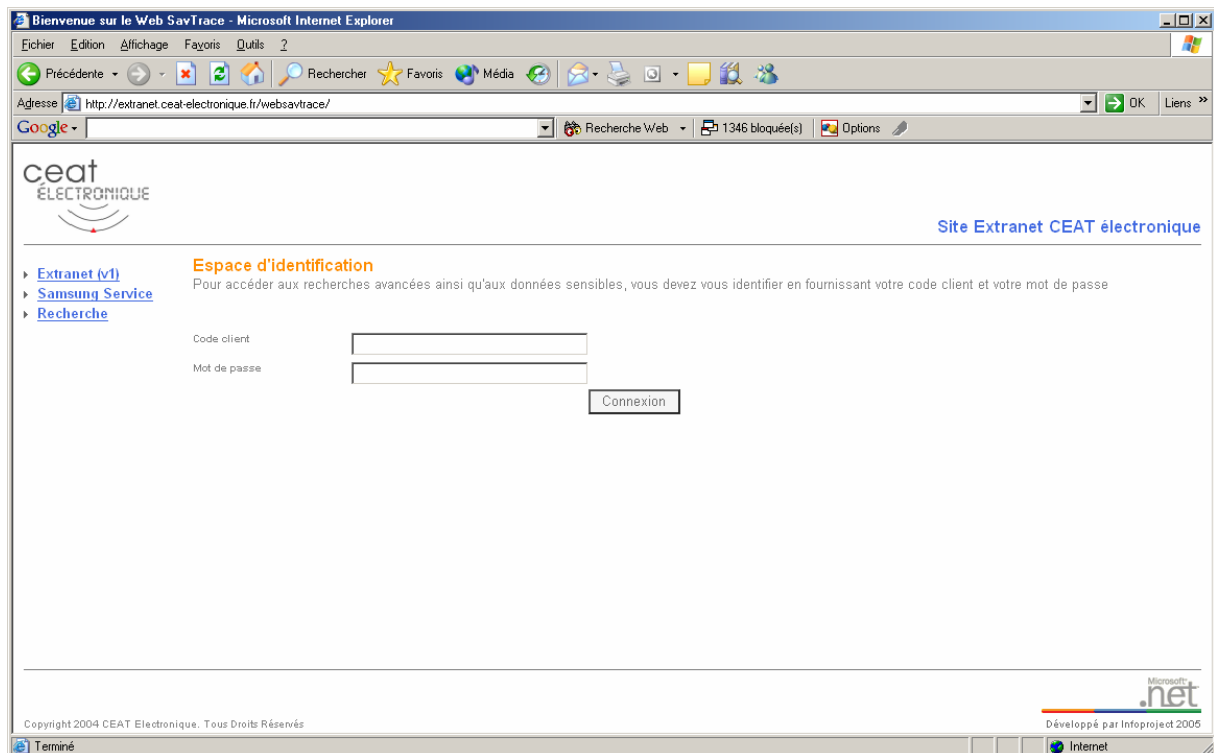 Bienvenue sur le Web SavTrace - Microsoft Internet Explorer
Fichier Edition Affichage Favoris Outils ?
Précédente Rechercher Favoris Média
Adresse http://extranet.ceat-electronique.fr/websavtrace/ OK Liens »
Google Recherche Web 1346 bloquée(s) Options
ceat
ÉLECTRONIQUE
Site Extranet CEAT électronique
Extranet (v1)
Samsung Service
Recherche
Espace d'identification
Pour accéder aux recherches avancées ainsi qu'aux données sensibles, vous devez vous identifier en fournissant votre code client et votre mot de passe
Code client
Mot de passe
Connexion
Microsoft
.net
Copyright 2004 CEAT Electronique. Tous Droits Réservés
Développé par Infoproject 2005
Terminé Internet